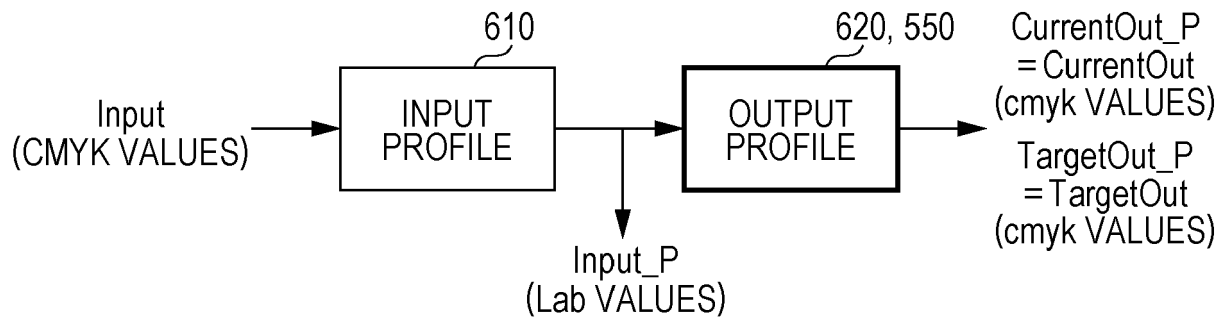 610
620, 550
Input
(CMYK VALUES)
INPUT
PROFILE
OUTPUT
PROFILE
CurrentOut_P
= CurrentOut
(cmyk VALUES)
TargetOut_P
= TargetOut
(cmyk VALUES)
Input_P
(Lab VALUES)